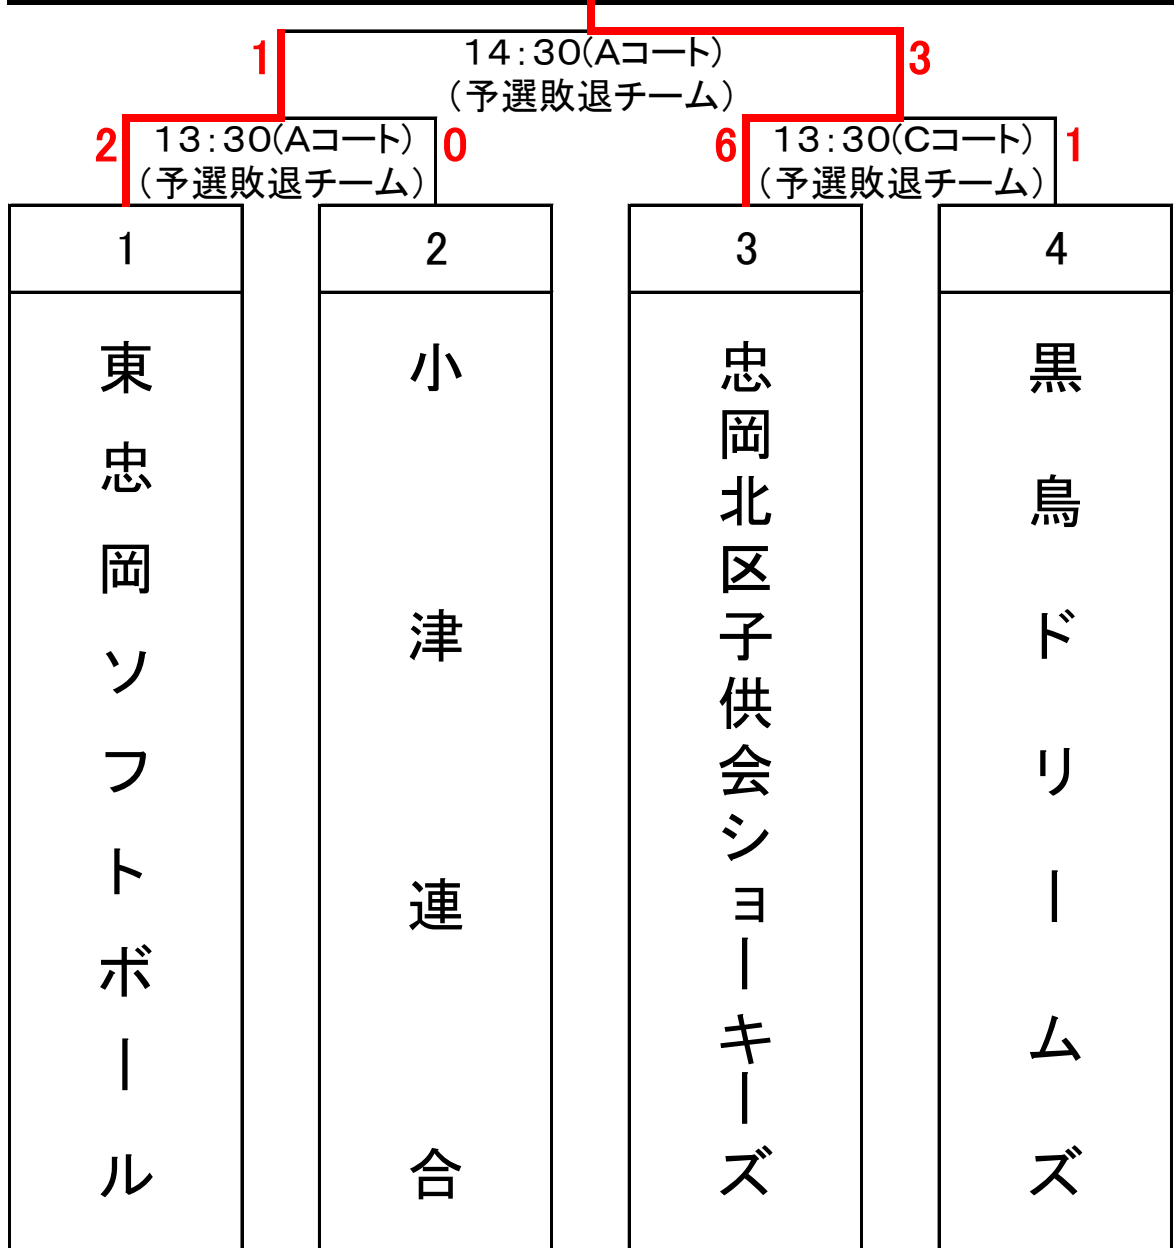 1
14:30(Aコート)
(予選敗退チーム)
3
2
13:30(Aコート)
(予選敗退チーム)
0
6
13:30(Cコート)
(予選敗退チーム)
1
1
2
3
4
東忠岡ソフトボール
小津連合
忠岡北区子供会ショーキーズ
黒鳥ドリームズ